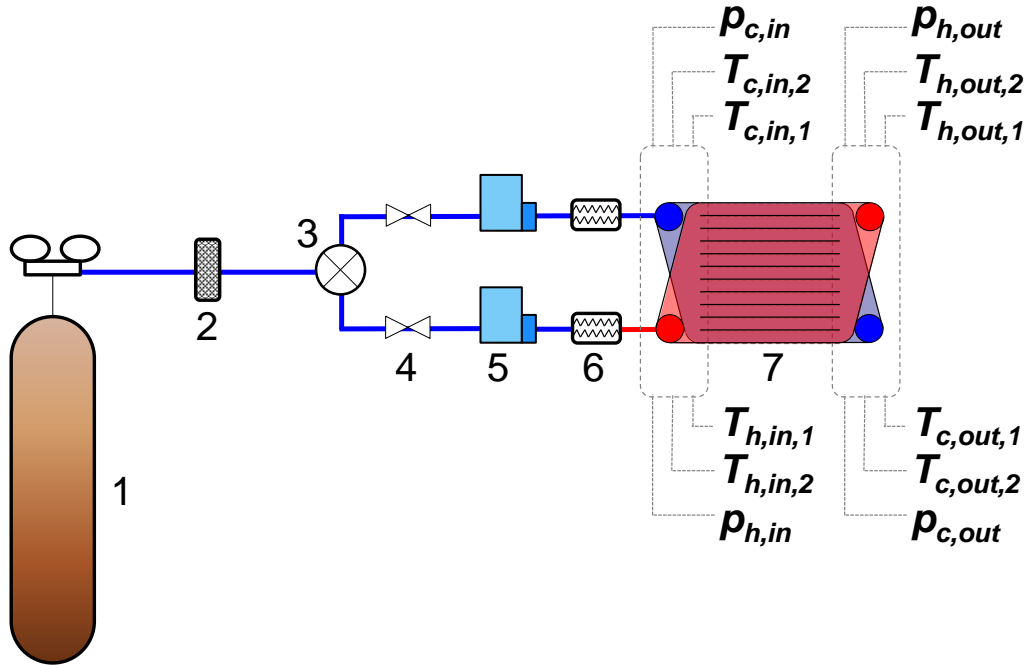 p_c,in
p_h,out
T_c,in,2
T_h,out,2
T_c,in,1
T_h,out,1
3
2
4
5
6
7
1
T_h,in,1
T_c,out,1
T_h,in,2
T_c,out,2
p_h,in
p_c,out